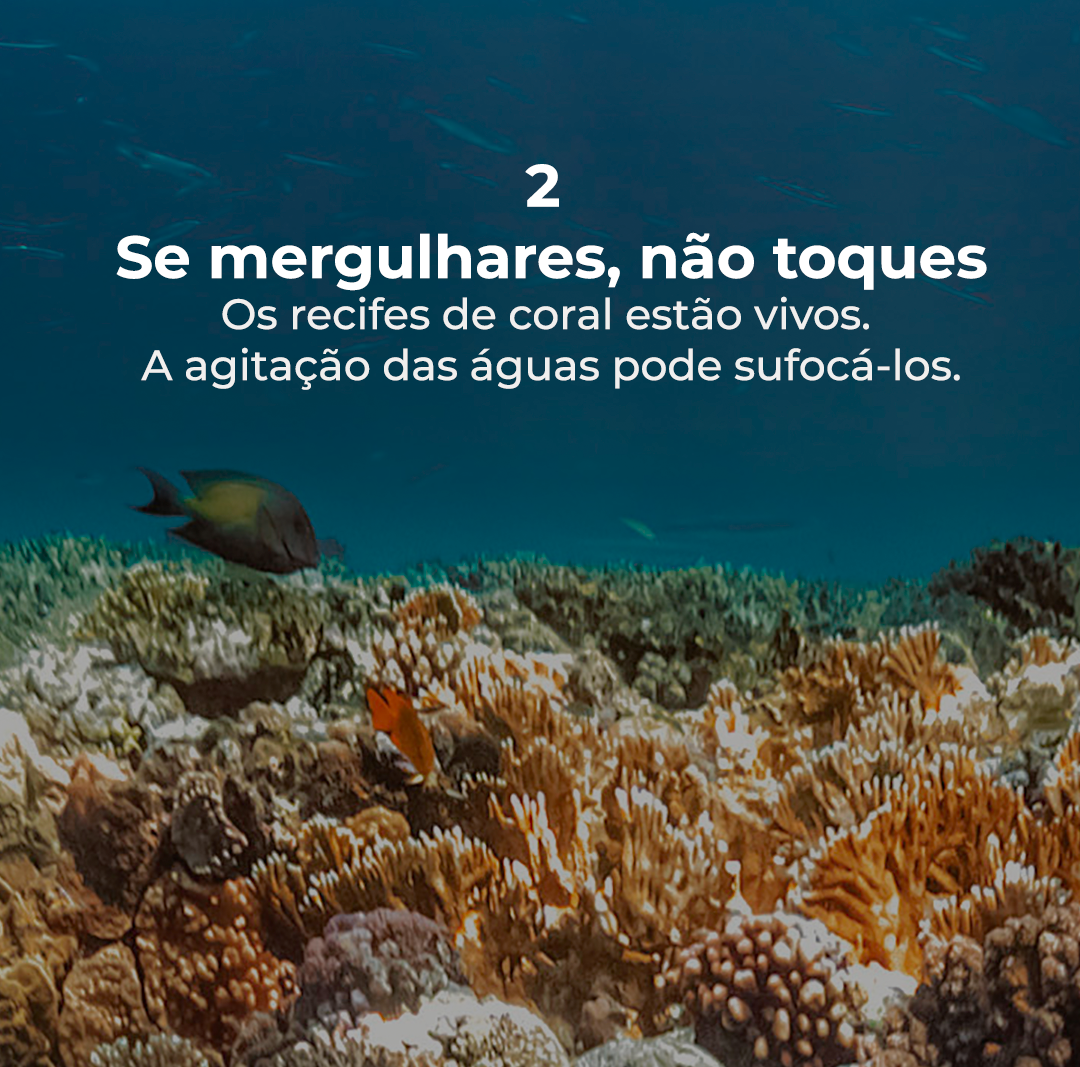 2
Se mergulhares, não toques
Os recifes de coral estão vivos.
A agitação das águas pode sufocá-los.